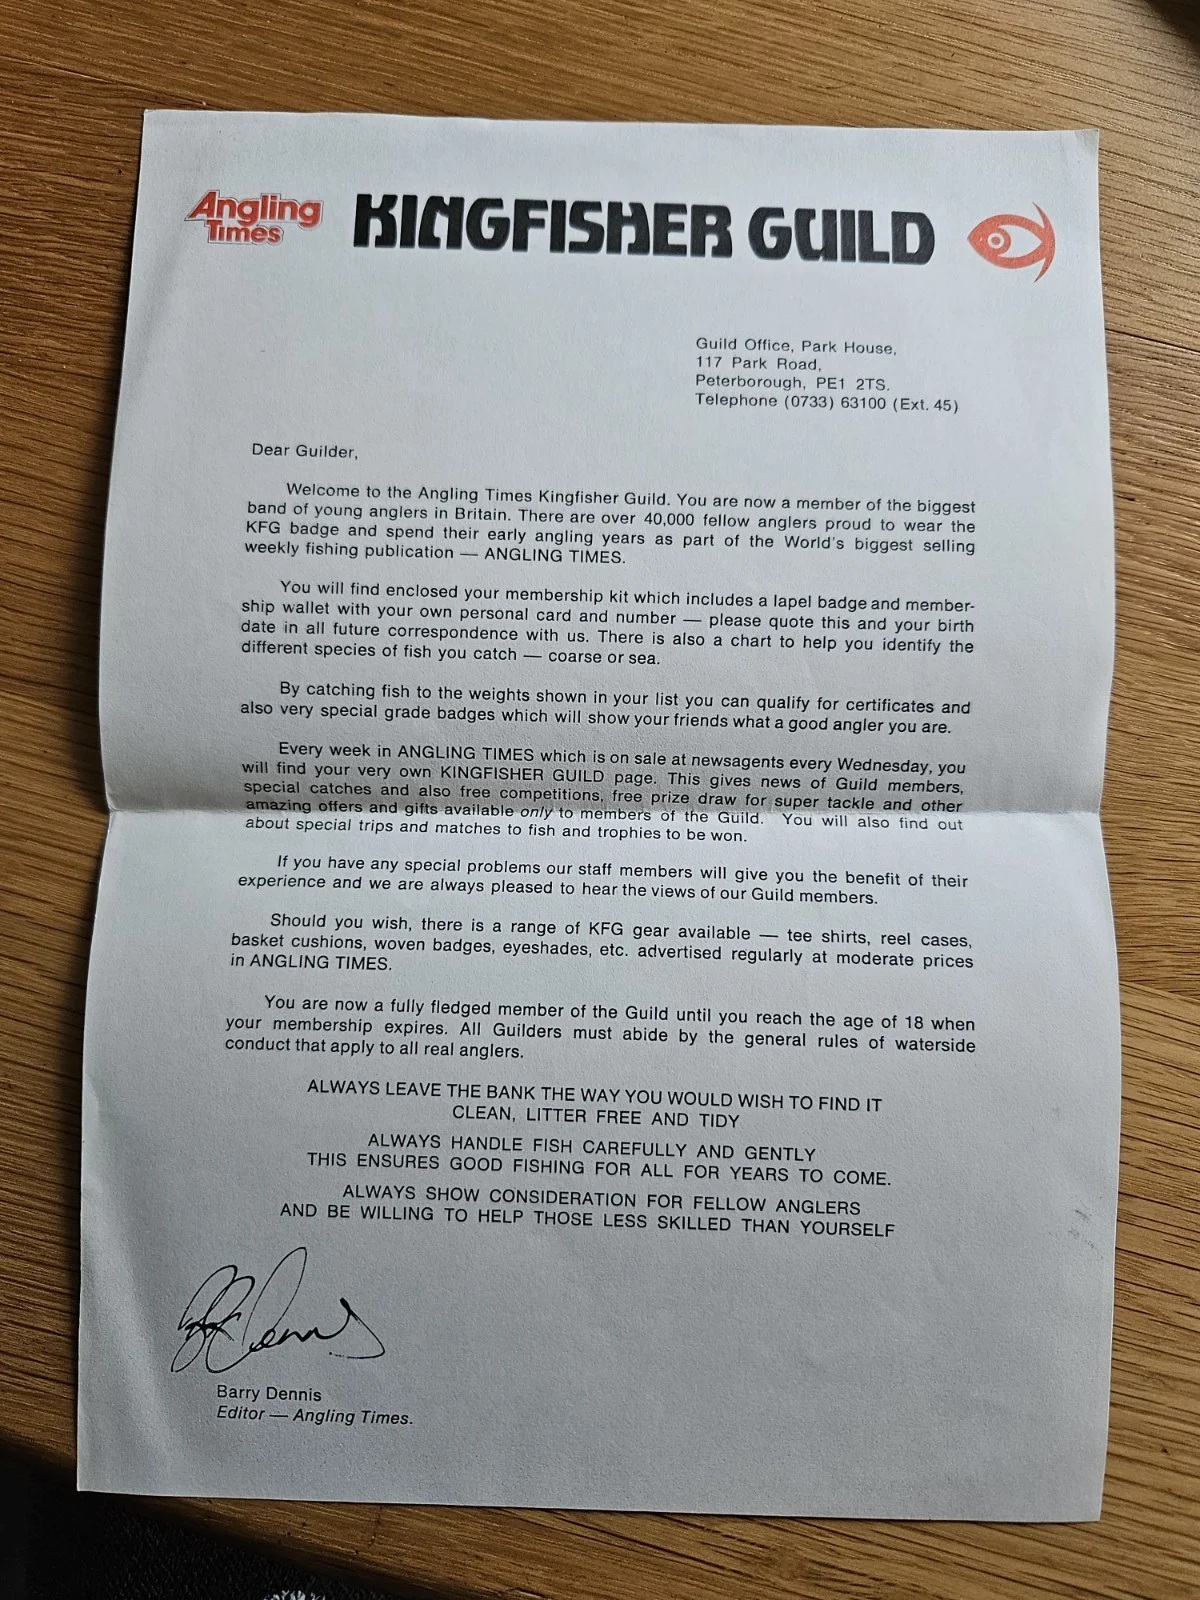 Angling Times KINGFISHER GUILD
Guild Office, Park House,
117 Park Road,
Peterborough, PE1 2TS.
Telephone (0733) 63100 (Ext. 45)
Dear Guilder,
Welcome to the Angling Times Kingfisher Guild. You are now a member of the biggest
band of young anglers in Britain. There are over 40,000 fellow anglers proud to wear the
KFG badge and spend their early angling years as part of the World's biggest selling
weekly fishing publication — ANGLING TIMES.
You will find enclosed your membership kit which includes a lapel badge and member-
ship wallet with your own personal card and number — please quote this and your birth
date in all future correspondence with us. There is also a chart to help you identify the
different species of fish you catch — coarse or sea.
By catching fish to the weights shown in your list you can qualify for certificates and
also very special grade badges which will show your friends what a good angler you are.
Every week in ANGLING TIMES which is on sale at newsagents every Wednesday, you
will find your very own KINGFISHER GUILD page. This gives news of Guild members,
special catches and also free competitions, free prize draw for super tackle and other
amazing offers and gifts available only to members of the Guild. You will also find out
about special trips and matches to fish and trophies to be won.
If you have any special problems our staff members will give you the benefit of their
experience and we are always pleased to hear the views of our Guild members.
Should you wish, there is a range of KFG gear available — tee shirts, reel cases,
basket cushions, woven badges, eyeshades, etc. advertised regularly at moderate prices
in ANGLING TIMES.
You are now a fully fledged member of the Guild until you reach the age of 18 when
your membership expires. All Guilders must abide by the general rules of waterside
conduct that apply to all real anglers.
ALWAYS LEAVE THE BANK THE WAY YOU WOULD WISH TO FIND IT
CLEAN, LITTER FREE AND TIDY
ALWAYS HANDLE FISH CAREFULLY AND GENTLY
THIS ENSURES GOOD FISHING FOR ALL FOR YEARS TO COME.
ALWAYS SHOW CONSIDERATION FOR FELLOW ANGLERS
AND BE WILLING TO HELP THOSE LESS SKILLED THAN YOURSELF
Barry Dennis
Editor — Angling Times.